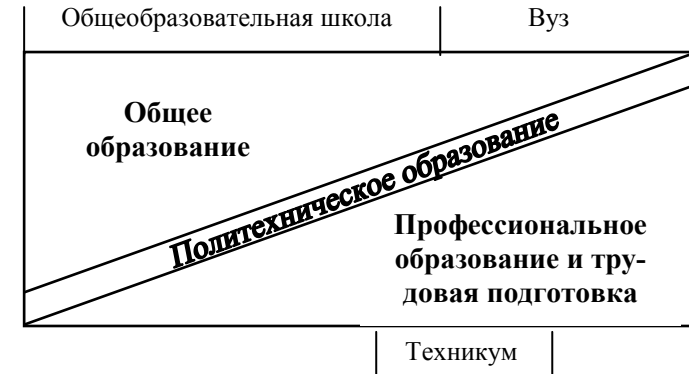 Общеобразовательная школа
Вуз
Общее
образование
Политехническое образование
Профессиональное
образование и тру-
довая подготовка
Техникум